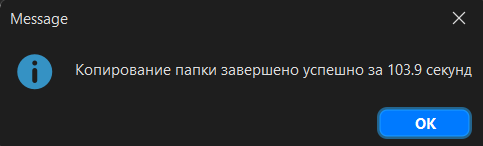 Message
Копирование папки завершено успешно за 103.9 секунд
OK